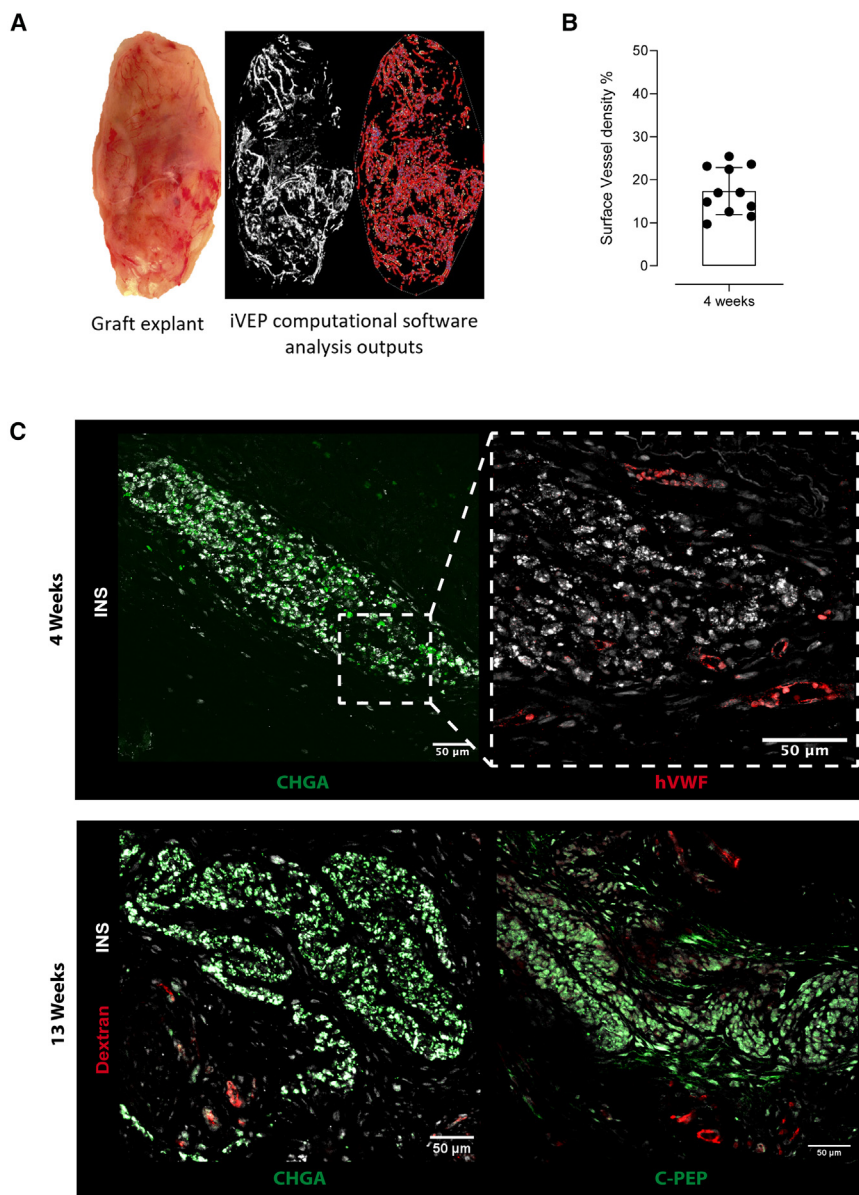 A
Graft explant
iVEP computational software
analysis outputs
B
Surface Vessel density %
50
40
30
20
10
0
4 weeks
C
4 Weeks
INS
50 µm
50 µm
CHGA
hVWF
13 Weeks
Dextran
INS
50 µm
50 µm
CHGA
C-PEP